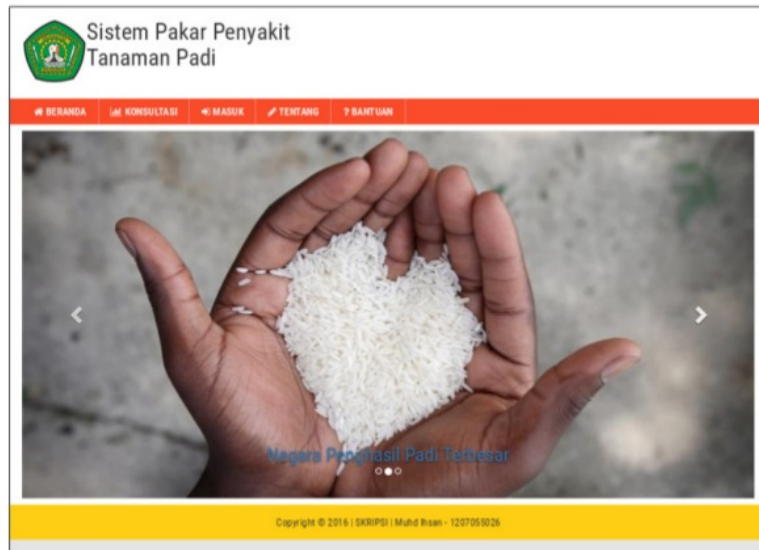 Sistem Pakar Penyakit
Tanaman Padi
BERANDA KONSULTASI MASUK TENTANG ? BANTUAN
Negara Penghasil Padi Terbesar
Copyright © 2016 | SKRIPSI | Muhd Ihsan - 1207055026